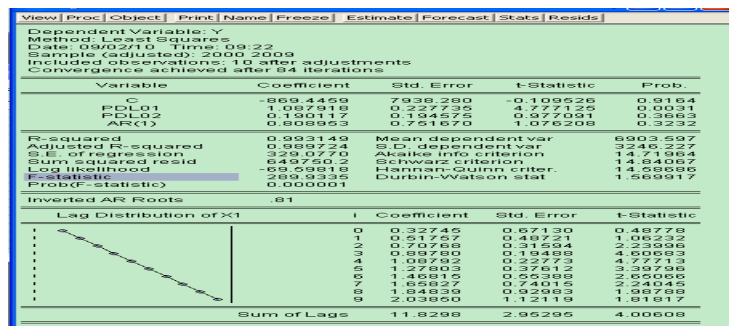 View Proc Object Print Name Freeze Estimate Forecast Stats Resids
Dependent Variable: Y
Method: Least Squares
Date: 09/02/10 Time: 09:22
Sample (adjusted): 2000 2009
Included observations: 10 after adjustments
Convergence achieved after 84 iterations
Variable Coefficient Std. Error t-Statistic Prob.
C -869.4459 7938.280 -0.109526 0.9164
PDL01 1.087918 0.227735 4.777125 0.0031
PDL02 0.190117 0.194575 0.977091 0.3663
AR(1) 0.808953 0.751670 1.076208 0.3232
R-squared 0.993149 Mean dependent var 6903.597
Adjusted R-squared 0.989724 S.D. dependent var 3246.227
S.E. of regression 329.0770 Akaike info criterion 14.71964
Sum squared resid 649750.2 Schwarz criterion 14.84067
Log likelihood -69.59818 Hannan-Quinn criter. 14.58686
F-statistic 289.9335 Durbin-Watson stat 1.569917
Prob(F-statistic) 0.000001
Inverted AR Roots .81
Lag Distribution of X1 i Coefficient Std. Error t-Statistic
0 0.32745 0.67130 0.48778
1 0.51757 0.48721 1.06232
2 0.70768 0.31594 2.23996
3 0.89780 0.19488 4.60683
4 1.08792 0.22773 4.77713
5 1.27803 0.37612 3.39796
6 1.46815 0.55388 2.65066
7 1.65827 0.74015 2.24045
8 1.84839 0.92983 1.98788
9 2.03850 1.12119 1.81817
Sum of Lags 11.8298 2.95295 4.00608